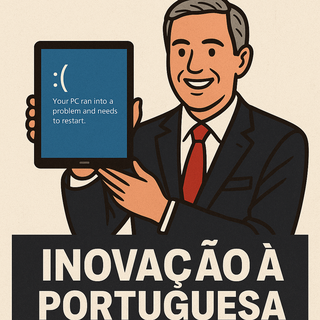 :(
Your PC ran into a
problem and needs
to restart.
INOVAÇÃO À
PORTUGUESA